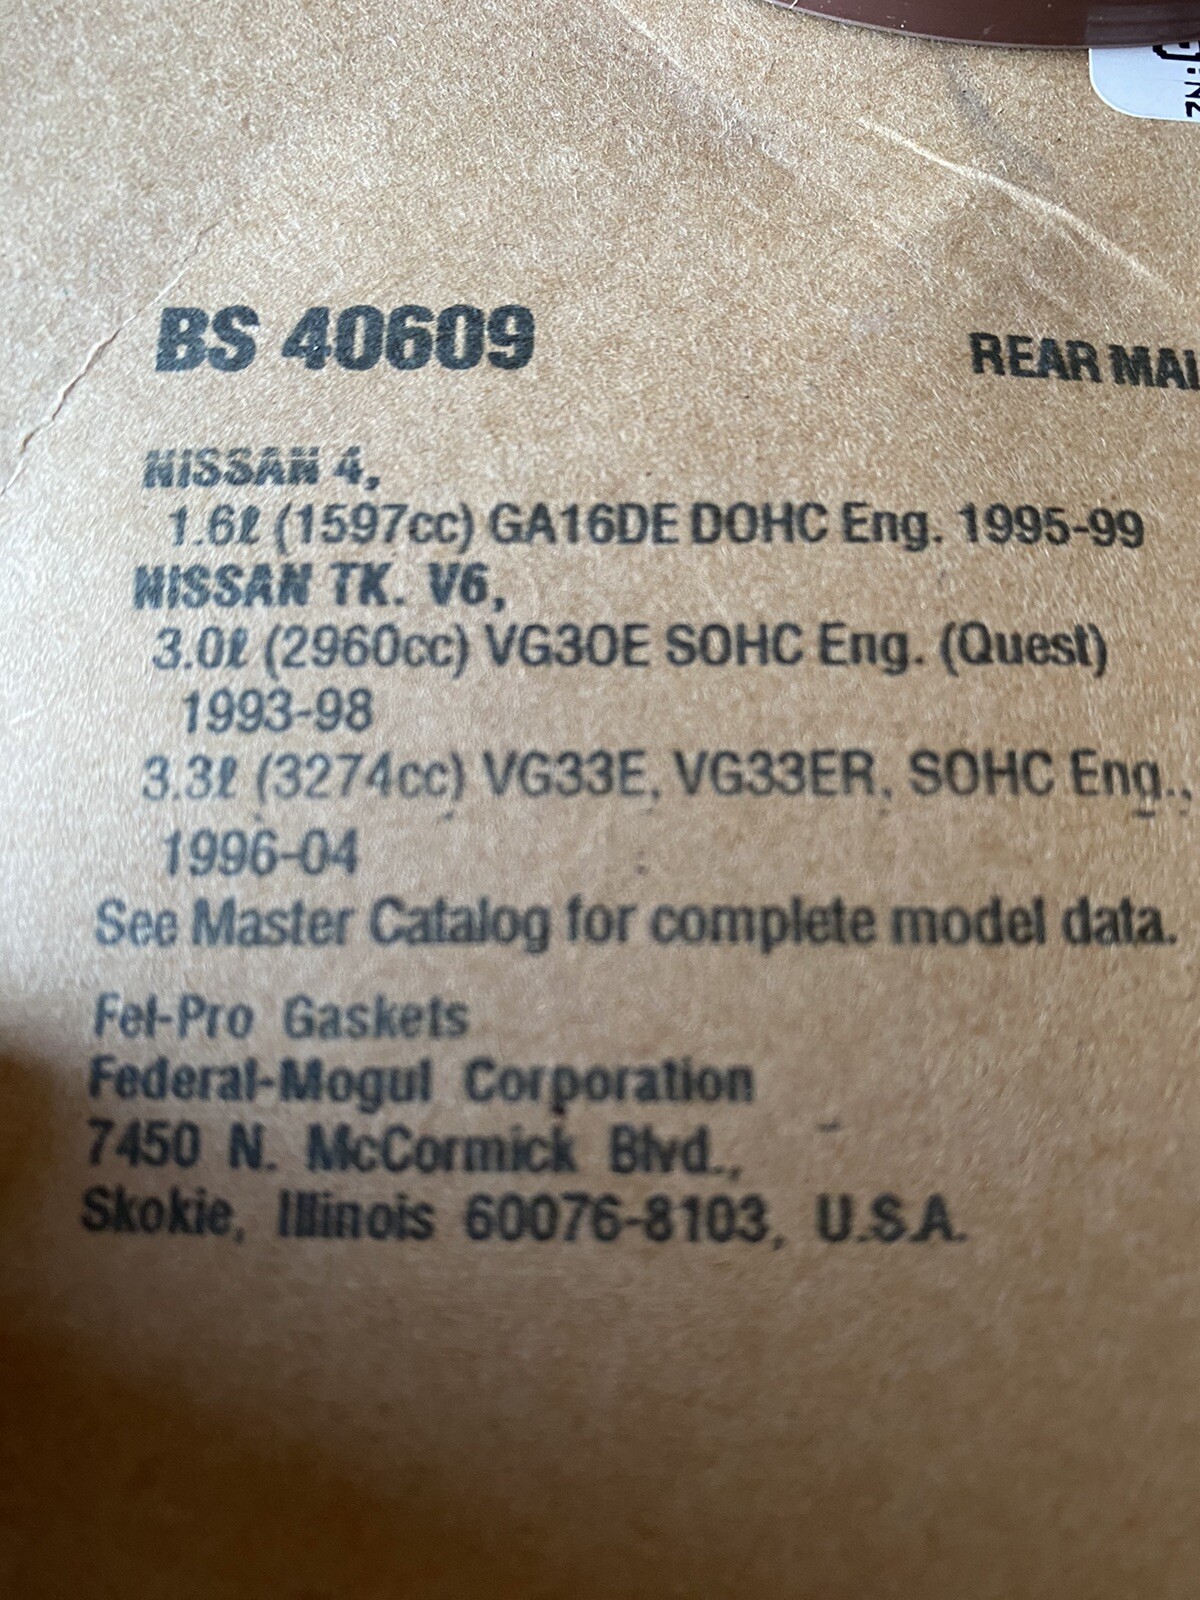 BS 40609
REAR MAI
NISSAN 4,
1.6ℓ (1597cc) GA16DE DOHC Eng. 1995-99
NISSAN TK. V6,
3.0ℓ (2960cc) VG30E SOHC Eng. (Quest)
1993-98
3.3ℓ (3274cc) VG33E, VG33ER, SOHC Eng.,
1996-04
See Master Catalog for complete model data.
Fel-Pro Gaskets
Federal-Mogul Corporation
7450 N. McCormick Blvd.,
Skokie, Illinois 60076-8103, U.S.A.